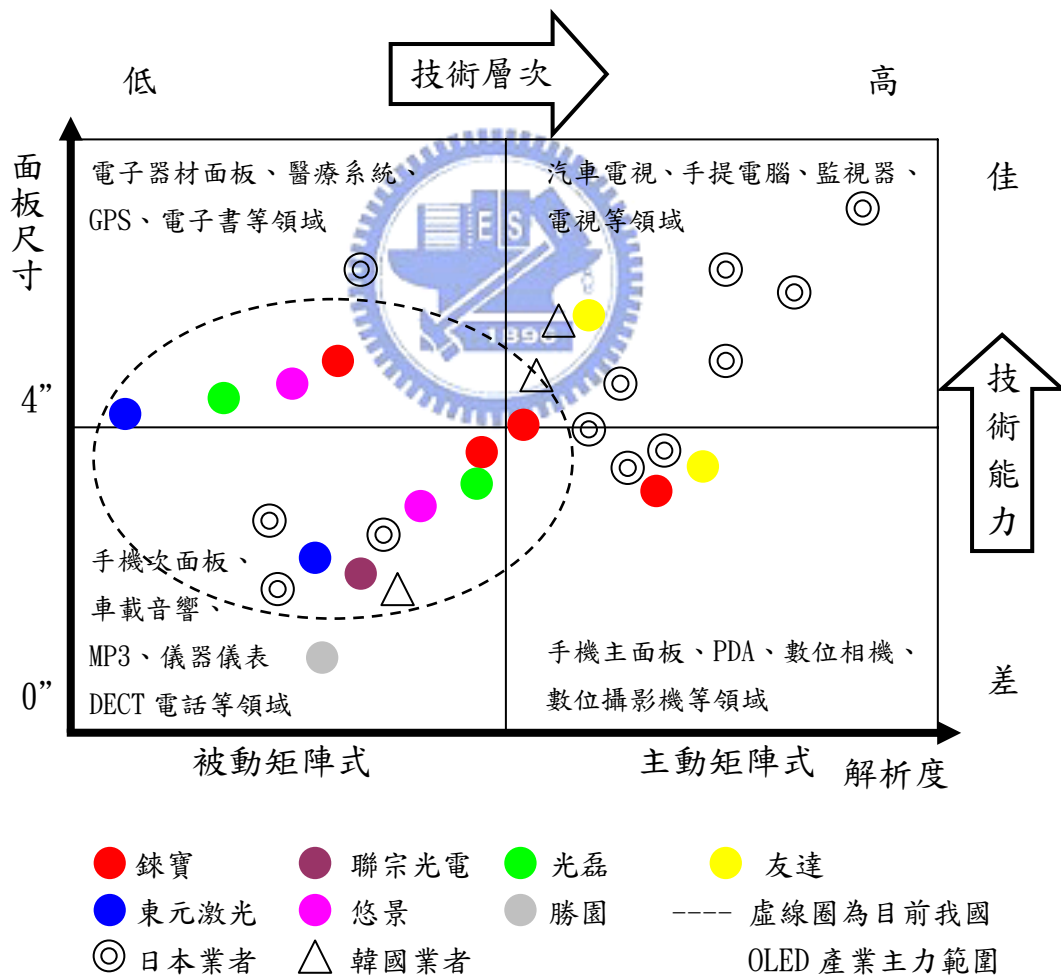 技術層次
低
高
面板尺寸
電子器材面板、醫療系統、
GPS、電子書等領域
汽車電視、手提電腦、監視器、
電視等領域
佳
ES
1896
4”
技術能力
手機次面板、
車載音響、
MP3、儀器儀表
DECT 電話等領域
手機主面板、PDA、數位相機、
數位攝影機等領域
0”
差
被動矩陣式
主動矩陣式
解析度
錸寶
聯宗光電
光磊
友達
東元激光
悠景
勝園
---- 虛線圈為目前我國
日本業者
韓國業者
OLED 產業主力範圍